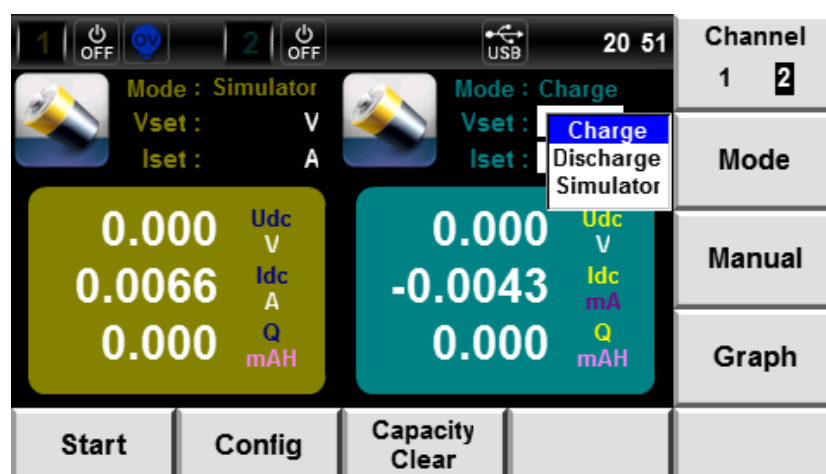 1 OFF OV 2 OFF USB 20 51
Channel
1 2
Mode : Simulator
Vset : V
Iset : A
Mode : Charge
Vset :
Iset :
Charge
Discharge
Simulator
Mode
0.000 Udc V
0.0066 Idc A
0.000 Q mAH
0.000 Udc V
-0.0043 Idc mA
0.000 Q mAH
Manual
Graph
Start
Config
Capacity
Clear